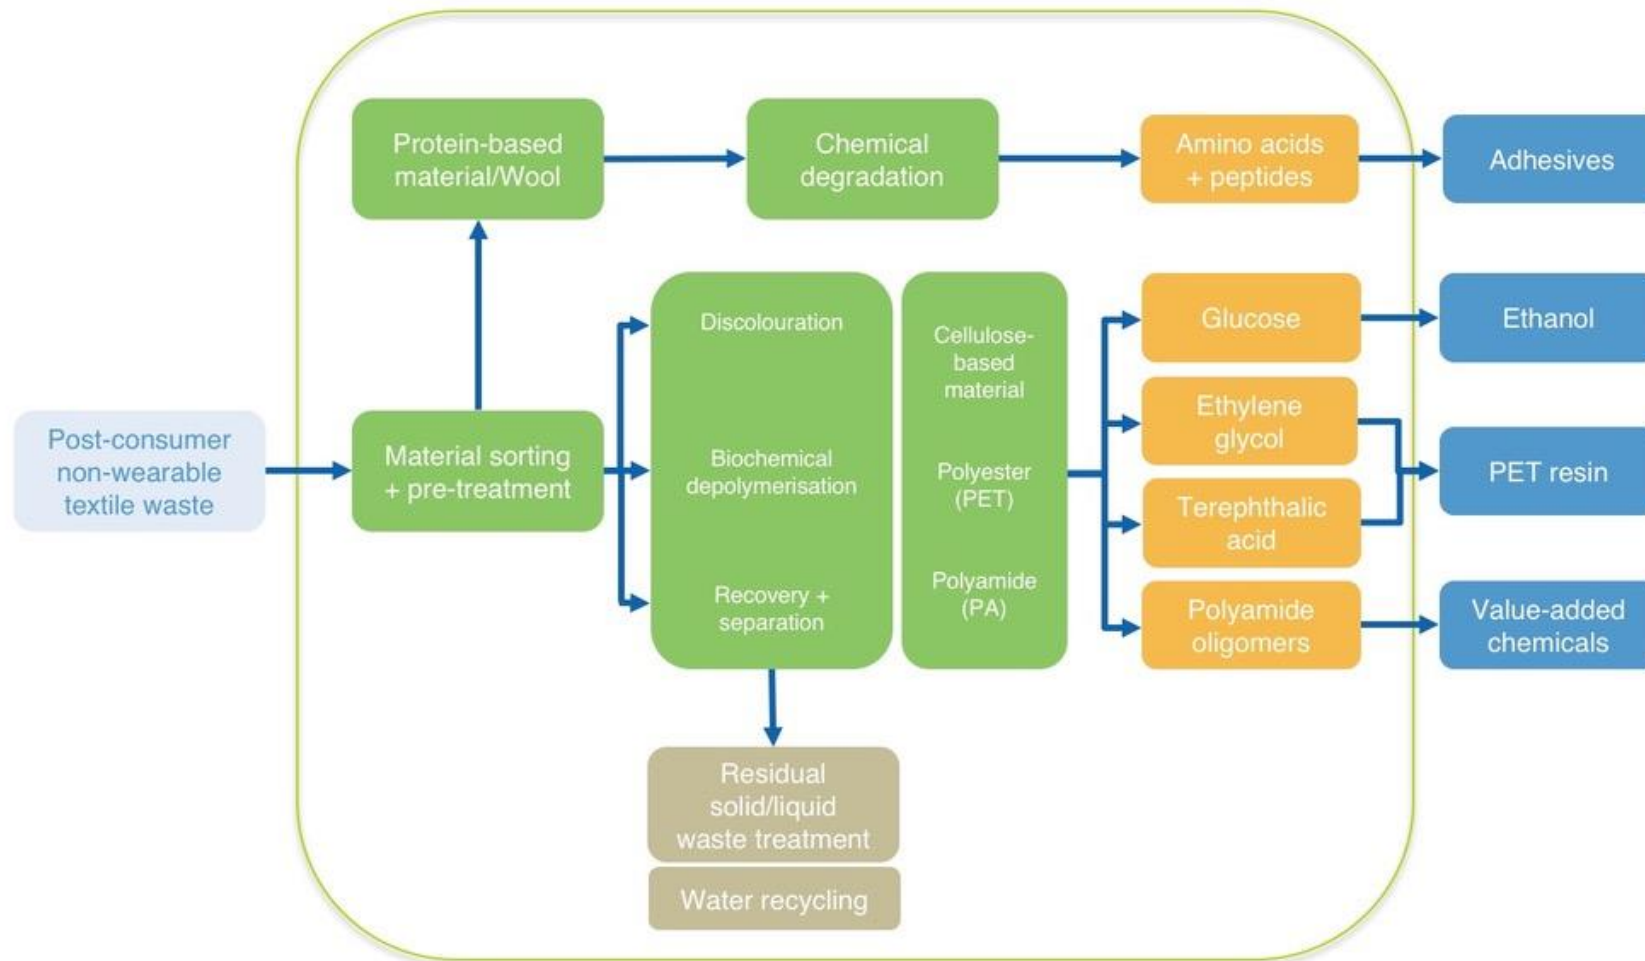 Protein-based
material/Wool
Chemical
degradation
Amino acids
+ peptides
Adhesives
Discolouration
Biochemical
depolymerisation
Recovery +
separation
Cellulose-
based
material
Polyester
(PET)
Polyamide
(PA)
Glucose
Ethanol
Ethylene
glycol
Terephthalic
acid
PET resin
Polyamide
oligomers
Value-added
chemicals
Post-consumer
non-wearable
textile waste
Material sorting
+ pre-treatment
Residual
solid/liquid
waste treatment
Water recycling